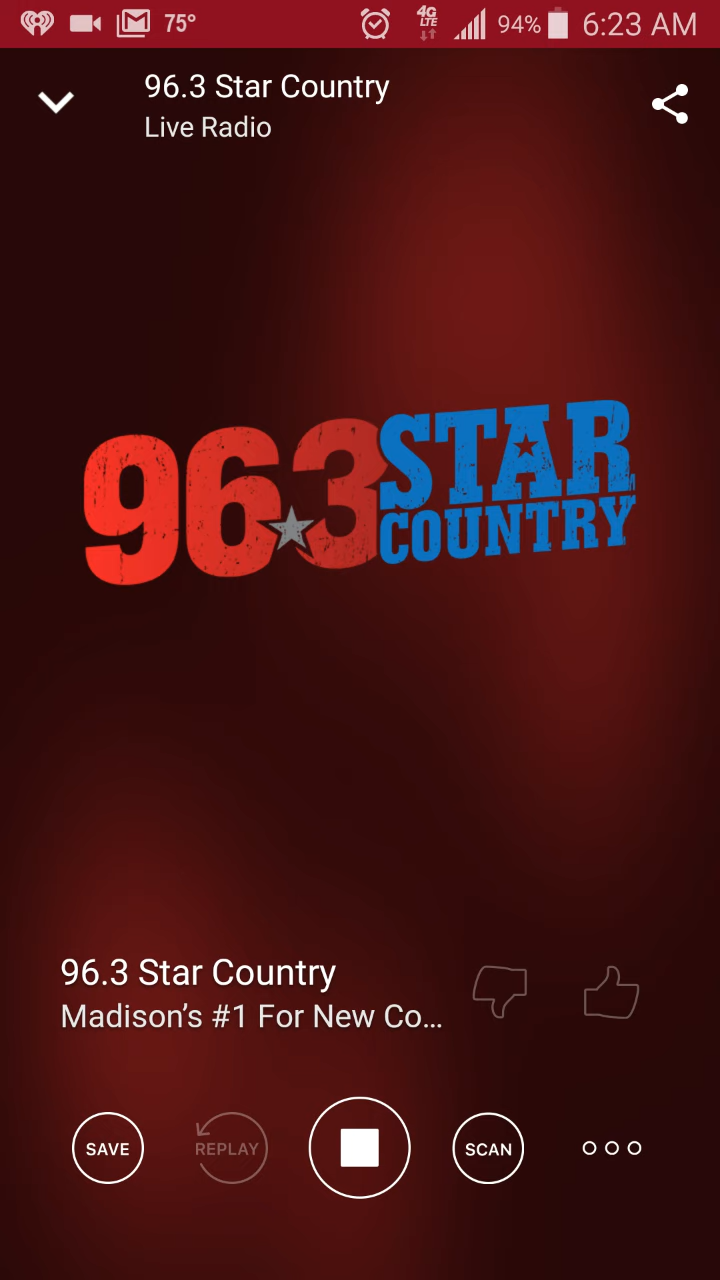 75° 4G LTE 94% 6:23 AM
96.3 Star Country
Live Radio
96.3 STAR
COUNTRY
96.3 Star Country
Madison’s #1 For New Co...
SAVE REPLAY SCAN